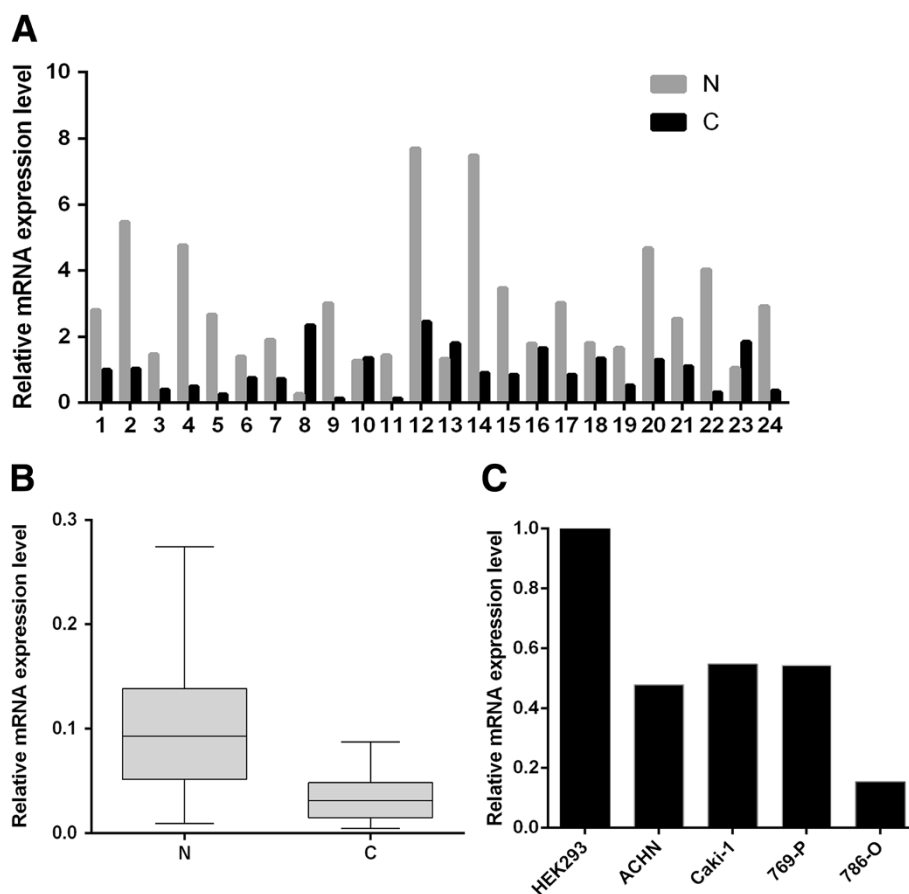 A
Relative mRNA expression level
10
8
6
4
2
0
N
C
1 2 3 4 5 6 7 8 9 10 11 12 13 14 15 16 17 18 19 20 21 22 23 24
B
Relative mRNA expression level
0.3
0.2
0.1
0.0
N C
C
Relative mRNA expression level
1.0
0.8
0.6
0.4
0.2
0.0
HEK293 ACHN Caki-1 769-P 786-O